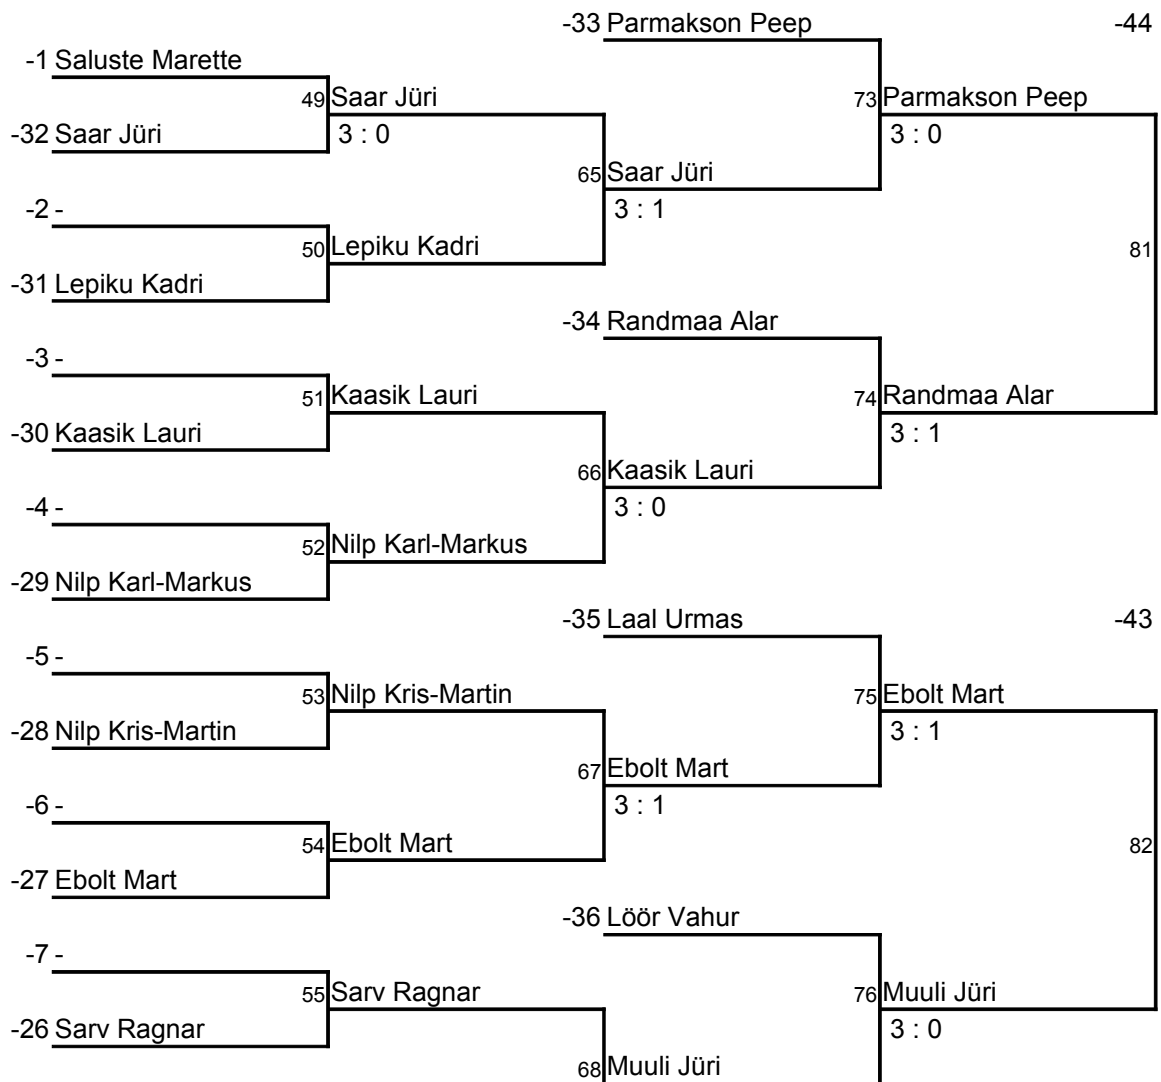 -33 Parmakson Peep -44
-1 Saluste Marette
49 Saar Jüri 73 Parmakson Peep
-32 Saar Jüri 3 : 0 3 : 0
65 Saar Jüri
-2 - 3 : 1
50 Lepiku Kadri 81
-31 Lepiku Kadri
-34 Randmaa Alar
-3 -
51 Kaasik Lauri 74 Randmaa Alar
-30 Kaasik Lauri 3 : 1
66 Kaasik Lauri
-4 - 3 : 0
52 Nilp Karl-Markus
-29 Nilp Karl-Markus
-35 Laal Urmas -43
-5 -
53 Nilp Kris-Martin 75 Ebolt Mart
-28 Nilp Kris-Martin 3 : 1
67 Ebolt Mart
-6 - 3 : 1
54 Ebolt Mart 82
-27 Ebolt Mart
-36 Löör Vahur
-7 -
55 Sarv Ragnar 76 Muuli Jüri
-26 Sarv Ragnar 3 : 0
68 Muuli Jüri